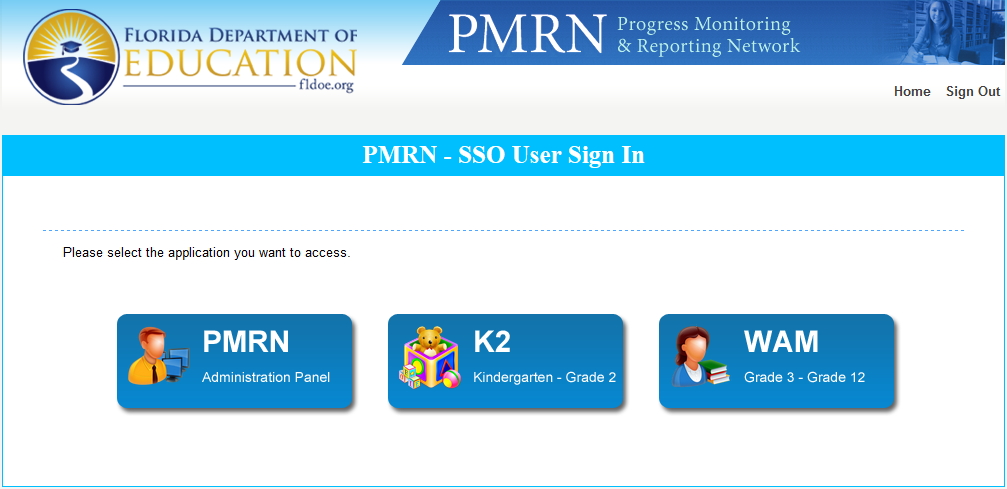 FLORIDA DEPARTMENT OF
EDUCATION
fldoe.org
PMRN Progress Monitoring
& Reporting Network
Home Sign Out
PMRN - SSO User Sign In
Please select the application you want to access.
PMRN
Administration Panel
K2
Kindergarten - Grade 2
WAM
Grade 3 - Grade 12